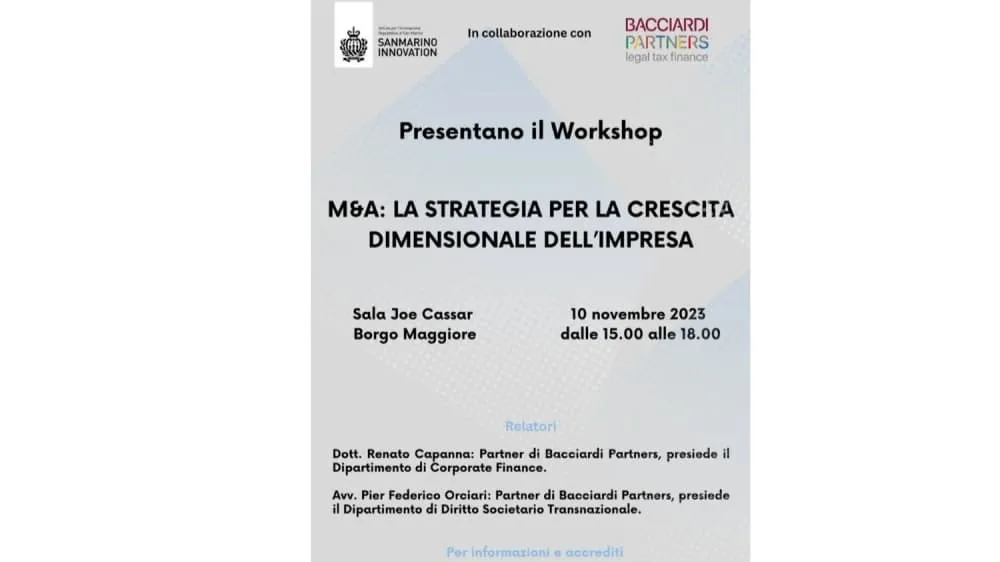 SANMARINO
INNOVATION
In collaborazione con
BACCIARDI
PARTNERS
legal tax finance
Presentano il Workshop
M&A: LA STRATEGIA PER LA CRESCITA
DIMENSIONALE DELL'IMPRESA
Sala Joe Cassar
Borgo Maggiore
10 novembre 2023
dalle 15.00 alle 18.00
Relatori
Dott. Renato Capanna: Partner di Bacciardi Partners, presiede il
Dipartimento di Corporate Finance.
Avv. Pier Federico Orciari: Partner di Bacciardi Partners, presiede
il Dipartimento di Diritto Societario Transnazionale.
Per informazioni e accrediti